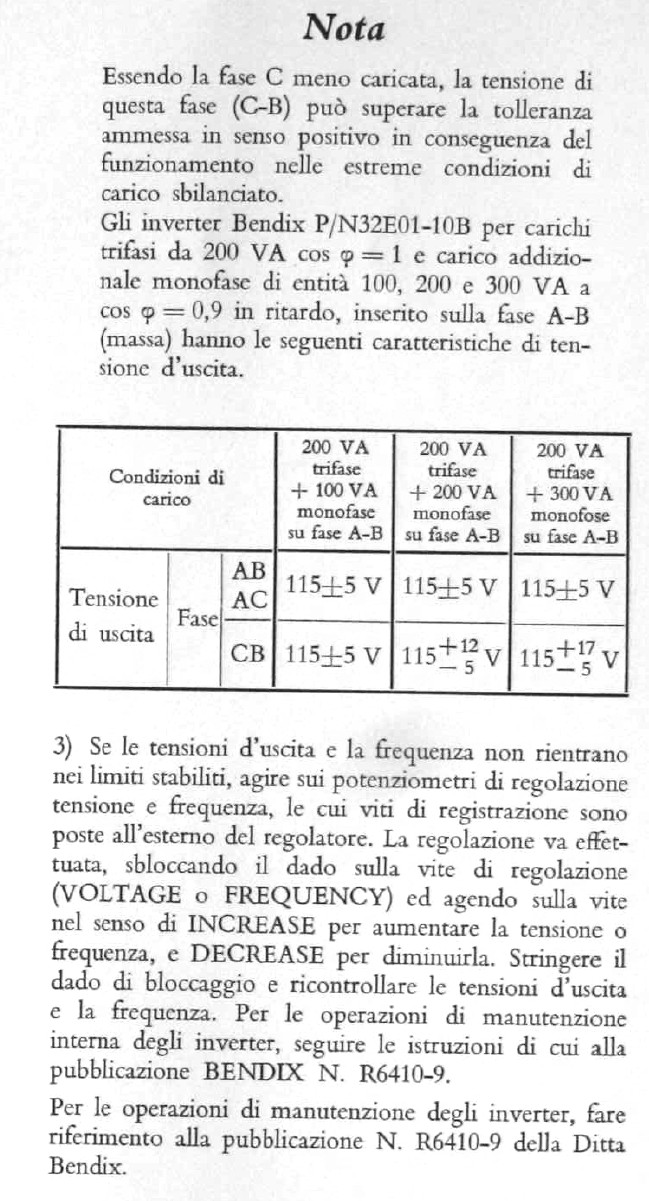 Nota
Essendo la fase C meno caricata, la tensione di
questa fase (C-B) può superare la tolleranza
ammessa in senso positivo in conseguenza del
funzionamento nelle estreme condizioni di
carico sbilanciato.
Gli inverter Bendix P/N32E01-10B per carichi
trifasi da 200 VA cos φ = 1 e carico addizio-
nale monofase di entità 100, 200 e 300 VA a
cos φ = 0,9 in ritardo, inserito sulla fase A-B
(massa) hanno le seguenti caratteristiche di ten-
sione d'uscita.
Condizioni di
carico
200 VA
trifase
+ 100 VA
monofase
su fase A-B
200 VA
trifase
+ 200 VA
monofase
su fase A-B
200 VA
trifase
+ 300 VA
monofose
su fase A-B
Tensione
di uscita
Fase
AB
AC
115±5 V
115±5 V
115±5 V
CB
115±5 V
115 +12 − 5 V
115 +17 − 5 V
3) Se le tensioni d'uscita e la frequenza non rientrano
nei limiti stabiliti, agire sui potenziometri di regolazione
tensione e frequenza, le cui viti di registrazione sono
poste all'esterno del regolatore. La regolazione va effet-
tuata, sbloccando il dado sulla vite di regolazione
(VOLTAGE o FREQUENCY) ed agendo sulla vite
nel senso di INCREASE per aumentare la tensione o
frequenza, e DECREASE per diminuirla. Stringere il
dado di bloccaggio e ricontrollare le tensioni d'uscita
e la frequenza. Per le operazioni di manutenzione
interna degli inverter, seguire le istruzioni di cui alla
pubblicazione BENDIX N. R6410-9.
Per le operazioni di manutenzione degli inverter, fare
riferimento alla pubblicazione N. R6410-9 della Ditta
Bendix.